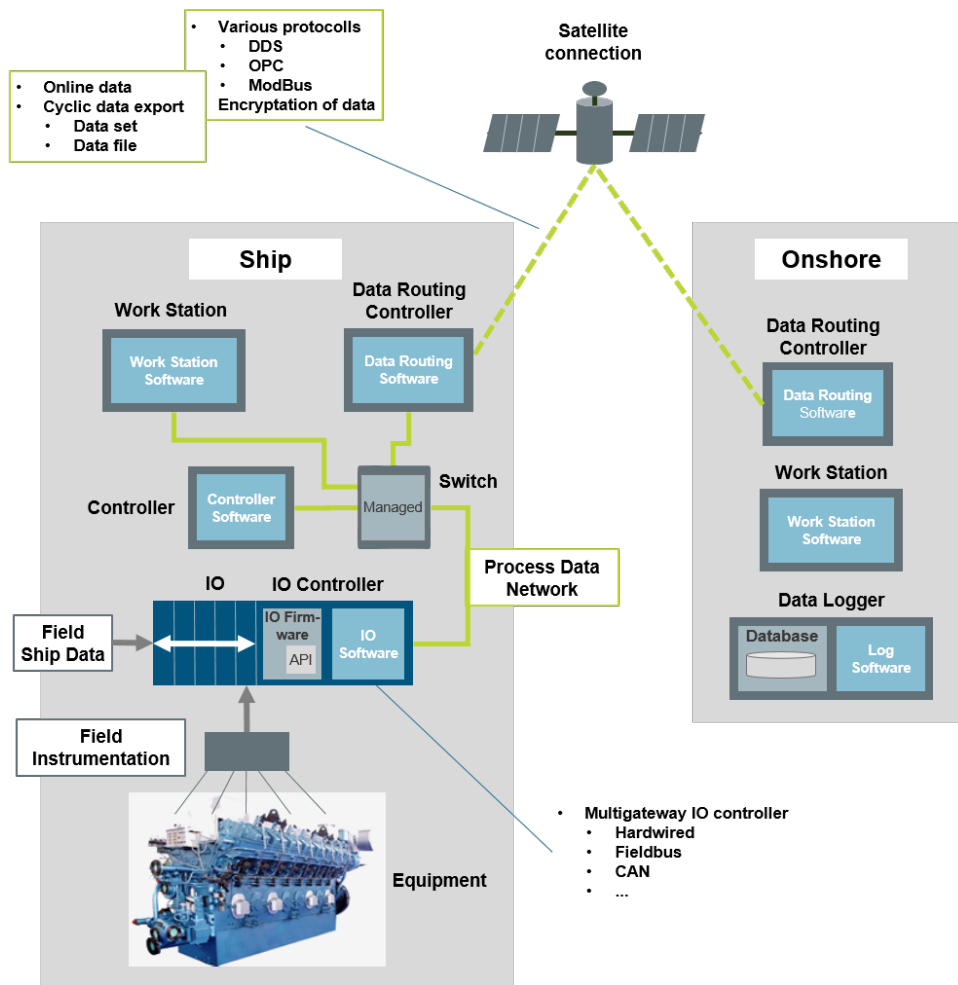 • Various protocolls
• DDS
• OPC
• ModBus
Encryptation of data
• Online data
• Cyclic data export
• Data set
• Data file
Satellite
connection
Ship
Onshore
Work Station
Work Station
Software
Data Routing
Controller
Data Routing
Software
Controller
Controller
Software
Switch
Managed
Process Data
Network
IO
IO Controller
IO Firm-
ware
API
IO
Software
Field
Ship Data
Field
Instrumentation
Equipment
• Multigateway IO controller
• Hardwired
• Fieldbus
• CAN
• ...
Data Routing
Controller
Data Routing
Software
Work Station
Work Station
Software
Data Logger
Database
Log
Software